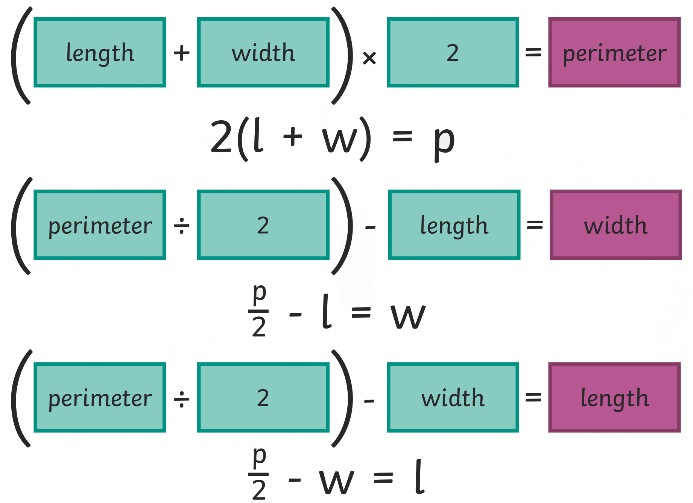 ( length + width ) × 2 = perimeter
2(l + w) = p
( perimeter ÷ 2 ) - length = width
p/2 - l = w
( perimeter ÷ 2 ) - width = length
p/2 - w = l